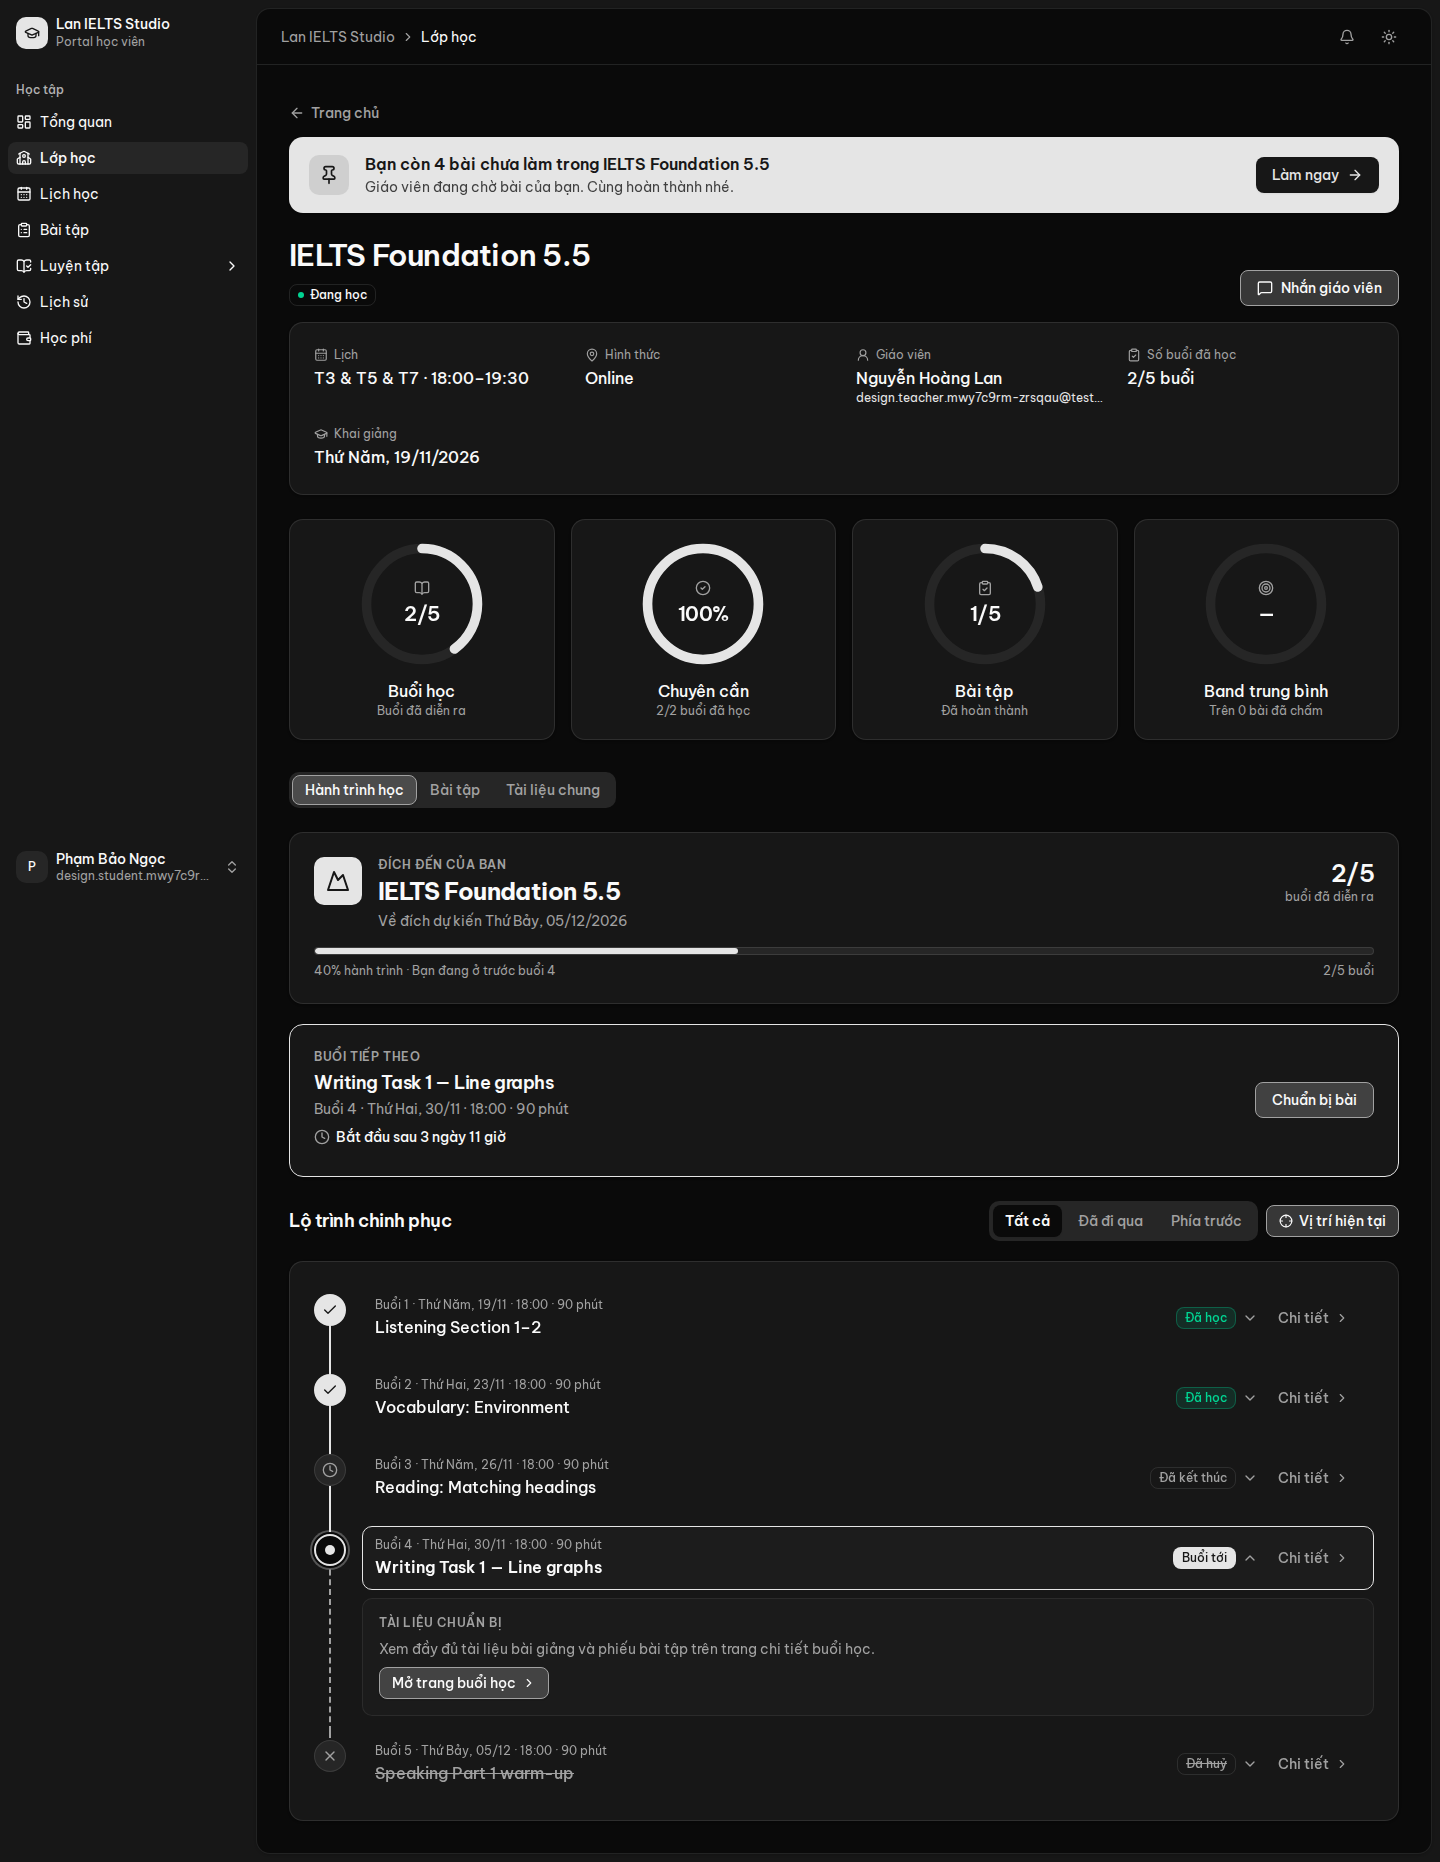 Lan IELTS Studio
Portal học viên
Học tập
Tổng quan
Lớp học
Lịch học
Bài tập
Luyện tập
Lịch sử
Học phí
P
Phạm Bảo Ngọc
design.student.mwy7c9r...
Lan IELTS Studio
Lớp học
Trang chủ
Bạn còn 4 bài chưa làm trong IELTS Foundation 5.5
Giáo viên đang chờ bài của bạn. Cùng hoàn thành nhé.
Làm ngay
IELTS Foundation 5.5
Đang học
Nhắn giáo viên
Lịch
T3 & T5 & T7 · 18:00–19:30
Hình thức
Online
Giáo viên
Nguyễn Hoàng Lan
design.teacher.mwy7c9rm-zrsqau@test...
Số buổi đã học
2/5 buổi
Khai giảng
Thứ Năm, 19/11/2026
2/5
Buổi học
Buổi đã diễn ra
100%
Chuyên cần
2/2 buổi đã học
1/5
Bài tập
Đã hoàn thành
—
Band trung bình
Trên 0 bài đã chấm
Hành trình học
Bài tập
Tài liệu chung
ĐÍCH ĐẾN CỦA BẠN
IELTS Foundation 5.5
Về đích dự kiến Thứ Bảy, 05/12/2026
2/5
buổi đã diễn ra
40% hành trình · Bạn đang ở trước buổi 4
2/5 buổi
BUỔI TIẾP THEO
Writing Task 1 — Line graphs
Buổi 4 · Thứ Hai, 30/11 · 18:00 · 90 phút
Bắt đầu sau 3 ngày 11 giờ
Chuẩn bị bài
Lộ trình chinh phục
Tất cả
Đã đi qua
Phía trước
Vị trí hiện tại
Buổi 1 · Thứ Năm, 19/11 · 18:00 · 90 phút
Listening Section 1–2
Đã học
Chi tiết
Buổi 2 · Thứ Hai, 23/11 · 18:00 · 90 phút
Vocabulary: Environment
Đã học
Chi tiết
Buổi 3 · Thứ Năm, 26/11 · 18:00 · 90 phút
Reading: Matching headings
Đã kết thúc
Chi tiết
Buổi 4 · Thứ Hai, 30/11 · 18:00 · 90 phút
Writing Task 1 — Line graphs
Buổi tới
Chi tiết
TÀI LIỆU CHUẨN BỊ
Xem đầy đủ tài liệu bài giảng và phiếu bài tập trên trang chi tiết buổi học.
Mở trang buổi học
Buổi 5 · Thứ Bảy, 05/12 · 18:00 · 90 phút
Speaking Part 1 warm-up
Đã huỷ
Chi tiết